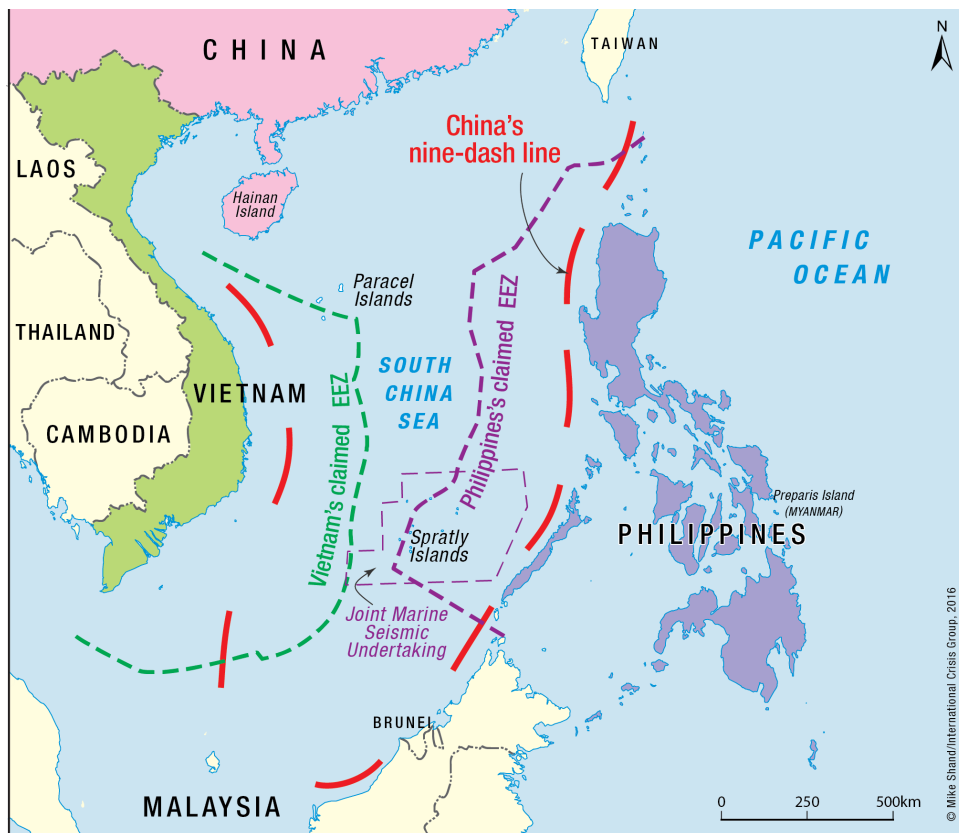 CHINA
TAIWAN
N
China's
nine-dash line
LAOS
Hainan
Island
PACIFIC
OCEAN
Paracel
Islands
THAILAND
SOUTH
CHINA
SEA
VIETNAM
Vietnam's claimed EEZ
Philippines's claimed EEZ
CAMBODIA
Preparis Island
(MYANMAR)
PHILIPPINES
Spratly
Islands
Joint Marine
Seismic
Undertaking
BRUNEI
MALAYSIA
0 250 500km
© Mike Shand/International Crisis Group, 2016